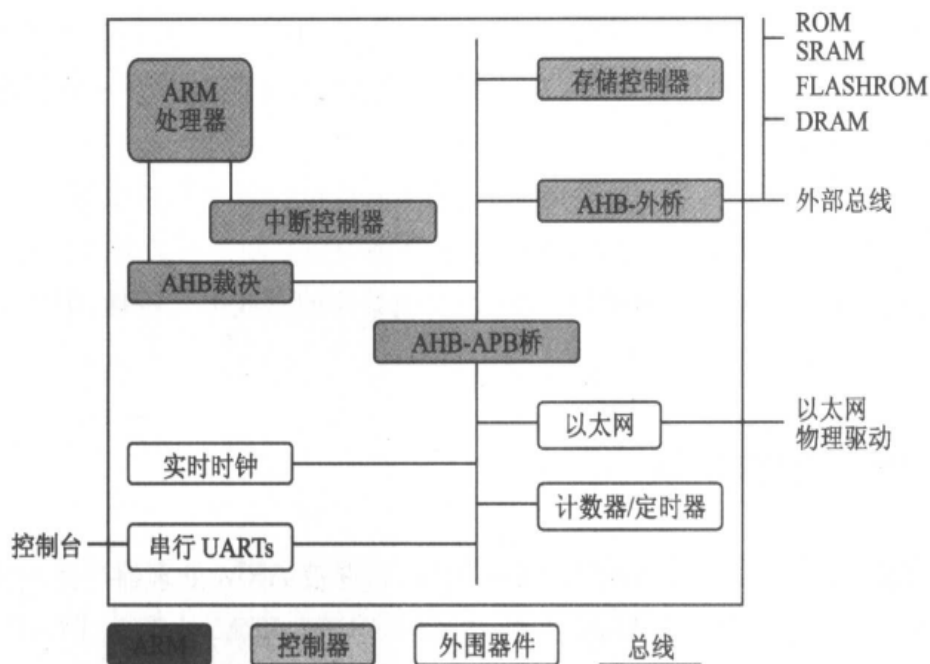 ROM
SRAM
FLASHROM
DRAM
ARM
处理器
存储控制器
中断控制器
AHB-外桥
外部总线
AHB裁决
AHB-APB桥
以太网
以太网
物理驱动
实时时钟
计数器/定时器
控制台
串行 UARTs
ARM
控制器
外围器件
总线